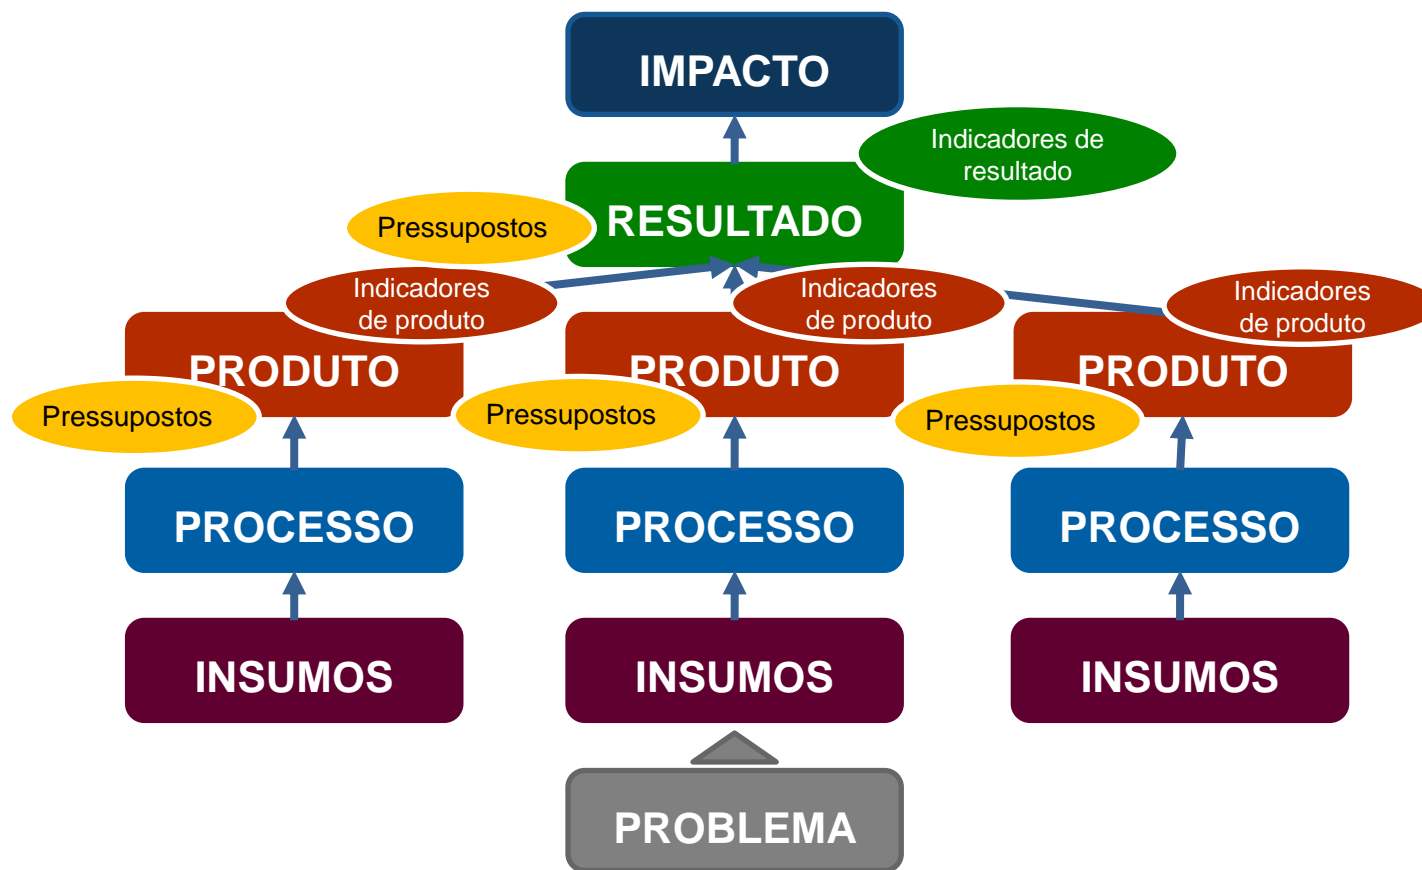 IMPACTO
Indicadores de
resultado
Pressupostos
RESULTADO
Indicadores
de produto
Indicadores
de produto
Indicadores
de produto
PRODUTO
PRODUTO
PRODUTO
Pressupostos
Pressupostos
Pressupostos
PROCESSO
PROCESSO
PROCESSO
INSUMOS
INSUMOS
INSUMOS
PROBLEMA